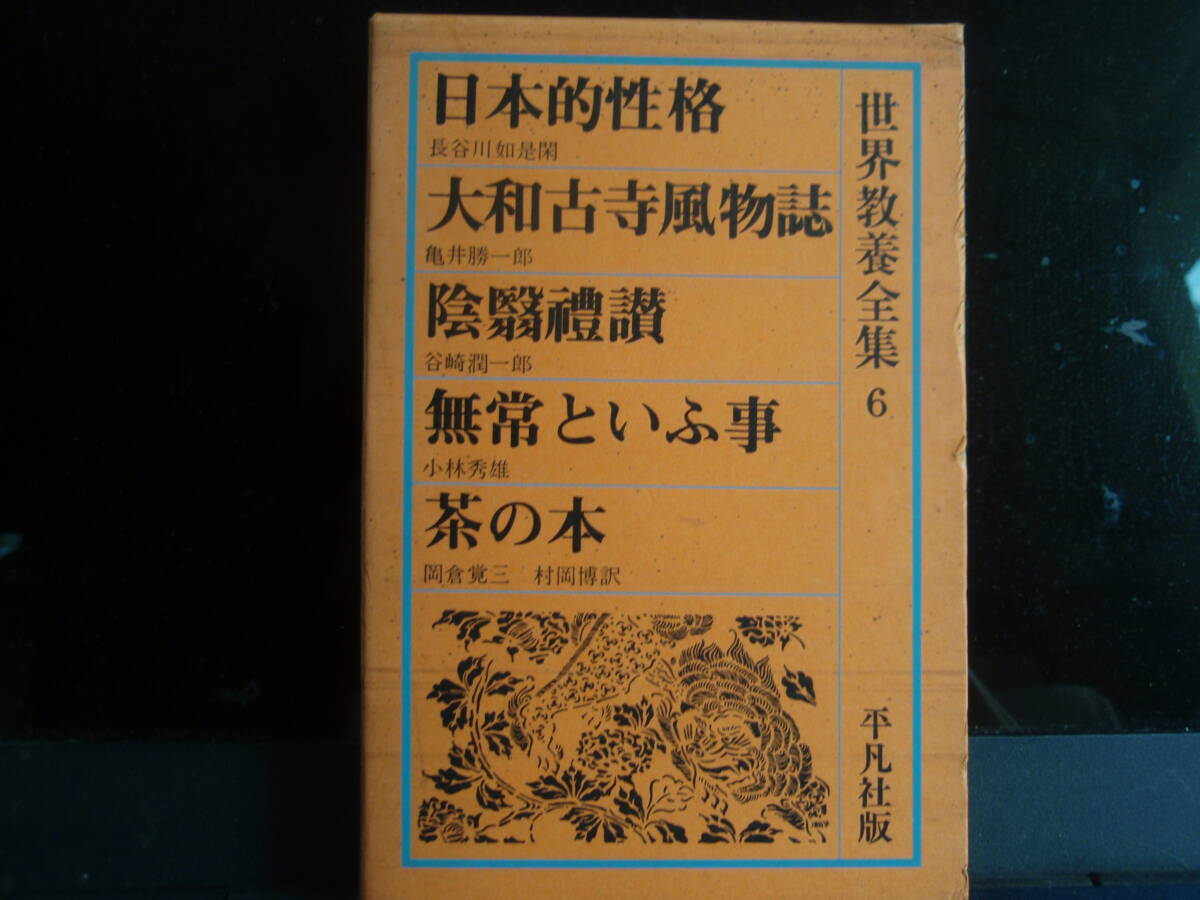 世界教養全集 6
平凡社版
日本的性格
長谷川如是閑
大和古寺風物誌
亀井勝一郎
陰翳禮讃
谷崎潤一郎
無常といふ事
小林秀雄
茶の本
岡倉覚三 村岡博訳